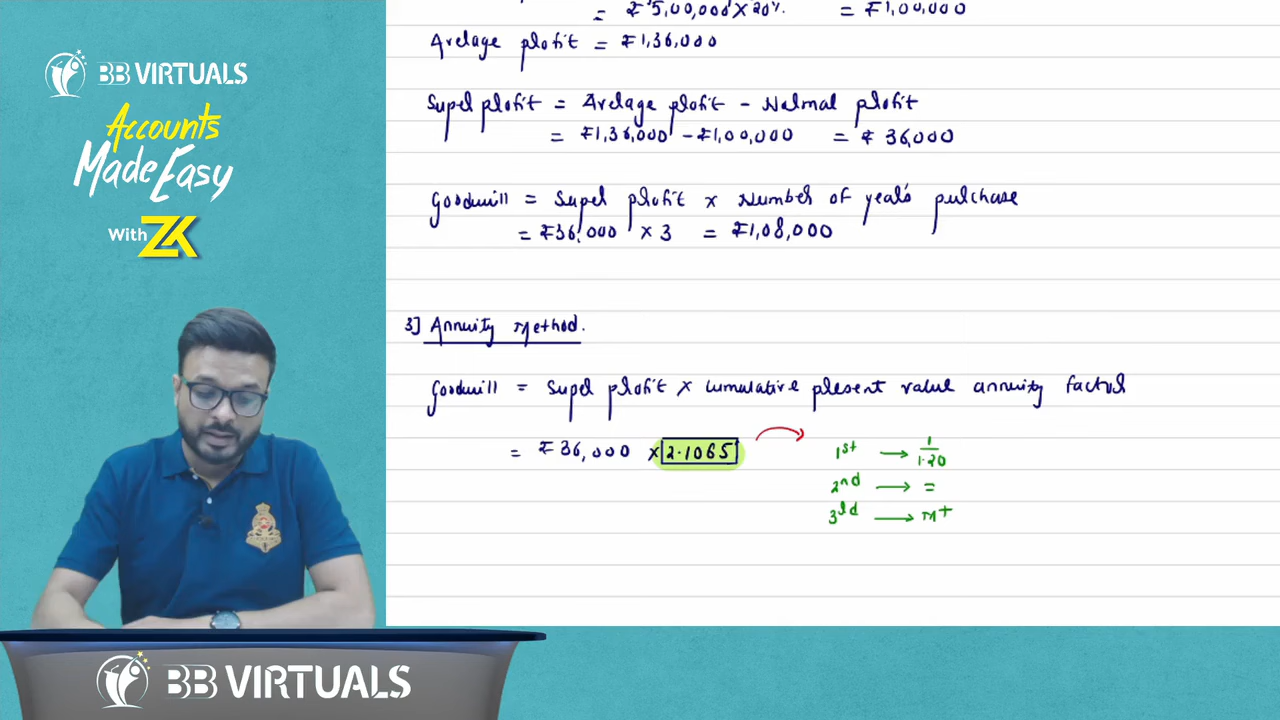 = ₹5,00,000 × 20% = ₹1,00,000
Average profit = ₹1,36,000
Super profit = Average profit - Normal profit
= ₹1,36,000 - ₹1,00,000 = ₹36,000
Goodwill = Super profit × Number of year's purchase
= ₹36,000 × 3 = ₹1,08,000
3] Annuity Method.
Goodwill = Super profit × Cumulative present value annuity factor
= ₹36,000 × 2.1065
1st → 1/1.20
2nd → =
3rd → M+
BB VIRTUALS
Accounts
Made Easy
With ZK
BB VIRTUALS